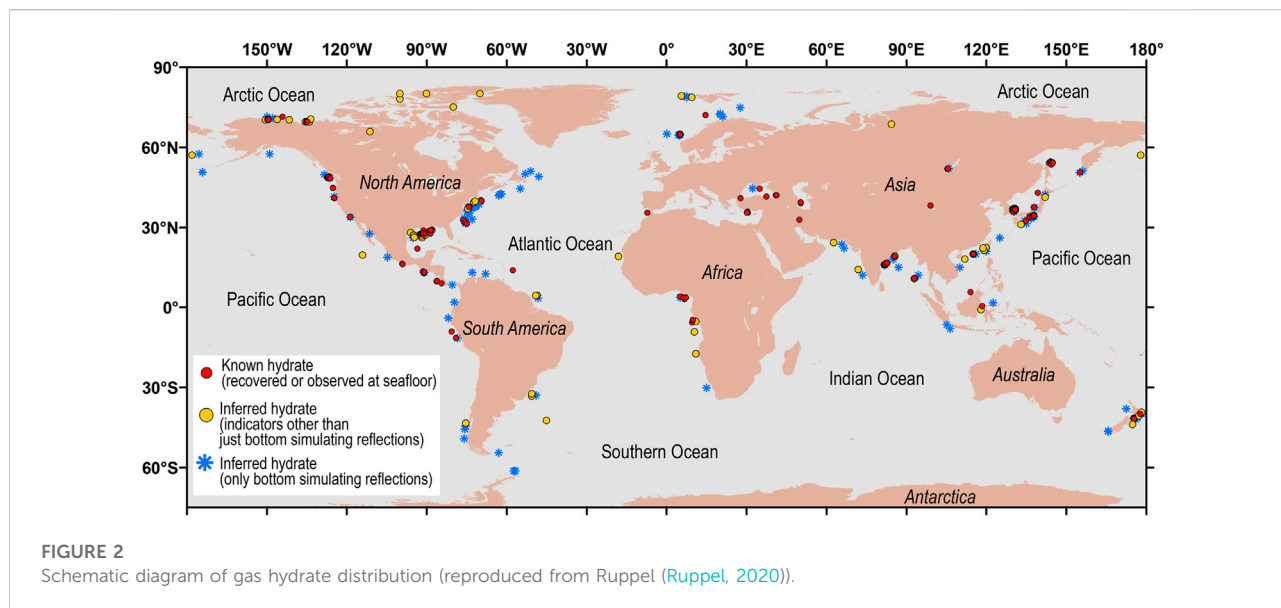 150°W 120°W 90°W 60°W 30°W 0° 30°E 60°E 90°E 120°E 150°E 180°
90°
Arctic Ocean
Arctic Ocean
60°N
North America
Asia
30°N
Atlantic Ocean
Africa
Pacific Ocean
Pacific Ocean
0°
South America
Known hydrate
(recovered or observed at seafloor)
Inferred hydrate
(indicators other than
just bottom simulating reflections)
Inferred hydrate
(only bottom simulating reflections)
Indian Ocean
Australia
30°S
Southern Ocean
60°S
Antarctica
FIGURE 2
Schematic diagram of gas hydrate distribution (reproduced from Ruppel (Ruppel, 2020)).